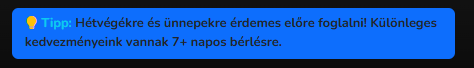 💡 Tipp: Hétvégékre és ünnepekre érdemes előre foglalni! Különleges
kedvezményeink vannak 7+ napos bérlésre.